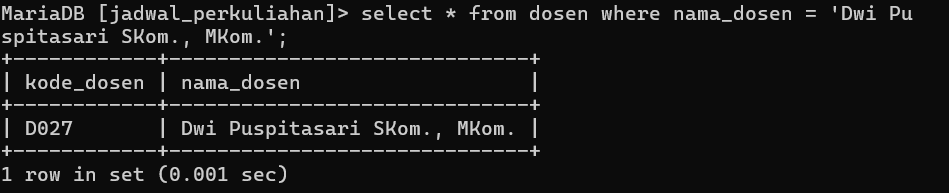 MariaDB [jadwal_perkuliahan]> select * from dosen where nama_dosen = 'Dwi Pu
spitasari SKom., MKom.';
+------------+------------------------------+
| kode_dosen | nama_dosen                   |
+------------+------------------------------+
| D027       | Dwi Puspitasari SKom., MKom. |
+------------+------------------------------+
1 row in set (0.001 sec)